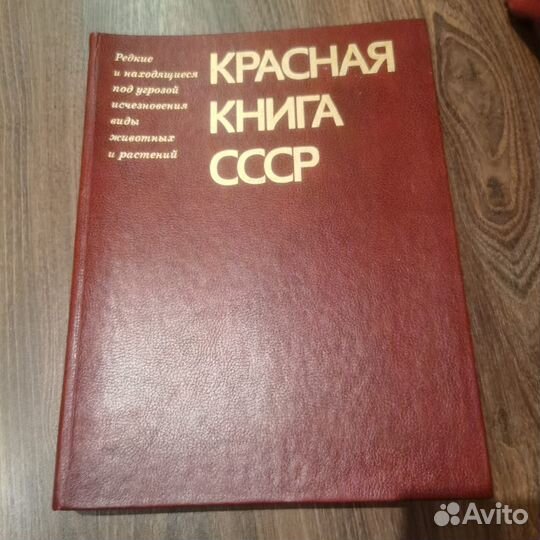 Редкие
и находящиеся
под угрозой
исчезновения
виды
животных
и растений
КРАСНАЯ
КНИГА
СССР
Avito